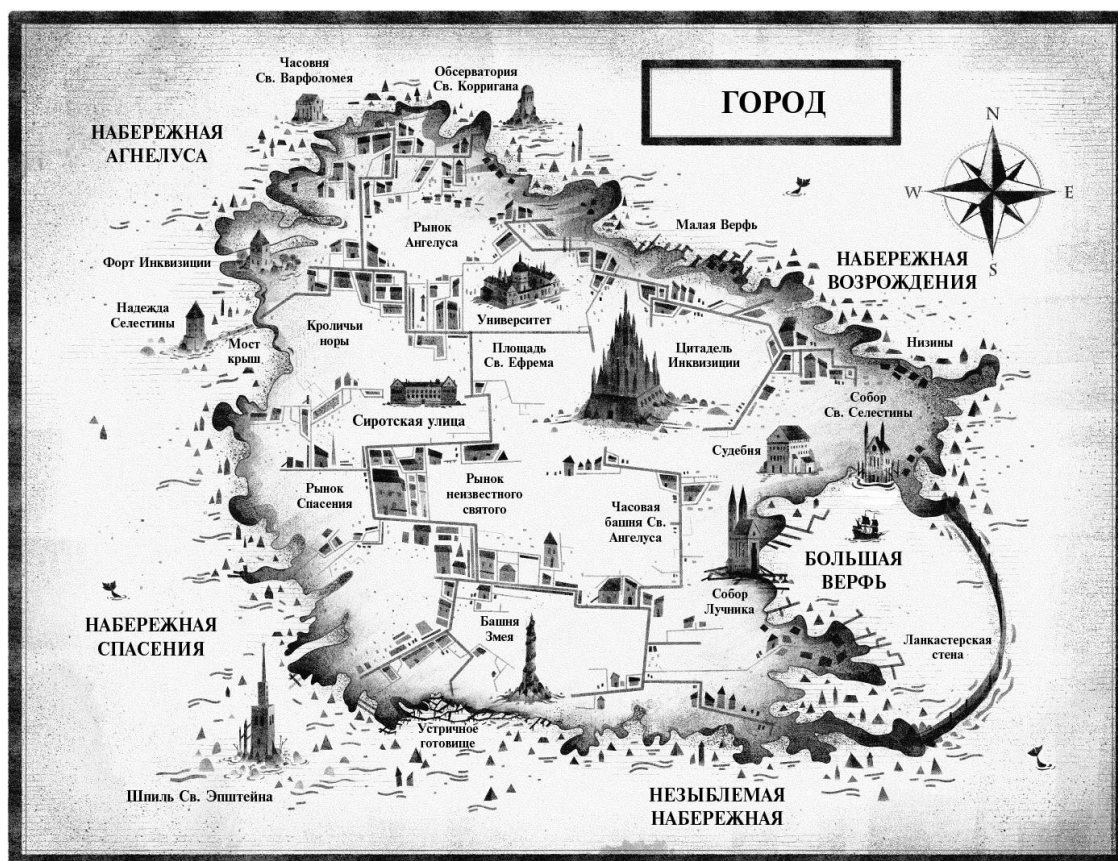 ГОРОД
Часовня
Св. Варфоломея
Обсерватория
Св. Корригана
НАБЕРЕЖНАЯ
АГНЕЛУСА
N
W
E
S
Рынок
Ангелуса
Малая Верфь
Форт Инквизиции
НАБЕРЕЖНАЯ
ВОЗРОЖДЕНИЯ
Надежда
Селестины
Мост
крыш
Кроличьи
норы
Университет
Площадь
Св. Ефрема
Цитадель
Инквизиции
Низины
Собор
Св. Селестины
Сиротская улица
Судебня
Рынок
Спасения
Рынок
неизвестного
святого
Часовая
башня Св.
Ангелуса
БОЛЬШАЯ
ВЕРФЬ
Собор
Лучника
НАБЕРЕЖНАЯ
СПАСЕНИЯ
Башня
Змея
Ланкастерская
стена
Устричное
готовище
Шпиль Св. Эпштейна
НЕЗЫБЛЕМАЯ
НАБЕРЕЖНАЯ